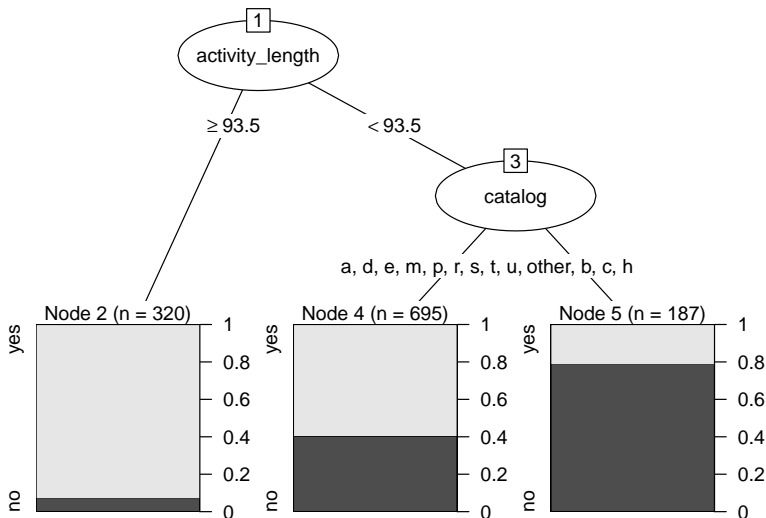 1
activity_length
≥ 93.5
< 93.5
3
catalog
a, d, e, m, p, r, s, t, u, other, b, c, h
Node 2 (n = 320)
yes
no
1
0.8
0.6
0.4
0.2
0
Node 4 (n = 695)
yes
no
1
0.8
0.6
0.4
0.2
0
Node 5 (n = 187)
yes
no
1
0.8
0.6
0.4
0.2
0